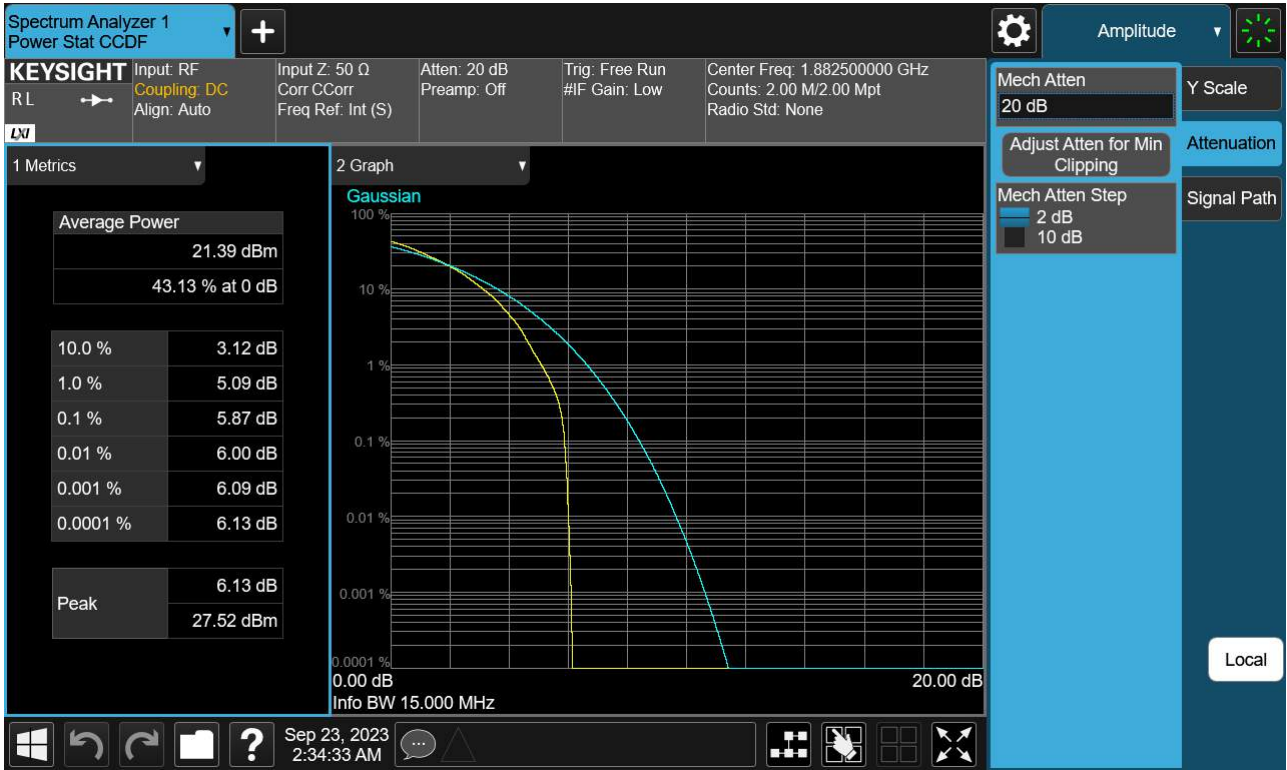 Spectrum Analyzer 1
Power Stat CCDF
Amplitude
KEYSIGHT
RL
LXI
Input: RF
Coupling: DC
Align: Auto
Input Z: 50 Ω
Corr CCorr
Freq Ref: Int (S)
Atten: 20 dB
Preamp: Off
Trig: Free Run
#IF Gain: Low
Center Freq: 1.882500000 GHz
Counts: 2.00 M/2.00 Mpt
Radio Std: None
1 Metrics
Average Power
21.39 dBm
43.13 % at 0 dB
10.0 % 3.12 dB
1.0 % 5.09 dB
0.1 % 5.87 dB
0.01 % 6.00 dB
0.001 % 6.09 dB
0.0001 % 6.13 dB
Peak
6.13 dB
27.52 dBm
2 Graph
Gaussian
100 %
10 %
1 %
0.1 %
0.01 %
0.001 %
0.0001 %
0.00 dB 20.00 dB
Info BW 15.000 MHz
Mech Atten
20 dB
Adjust Atten for Min
Clipping
Mech Atten Step
2 dB
10 dB
Y Scale
Attenuation
Signal Path
Local
?
Sep 23, 2023
2:34:33 AM